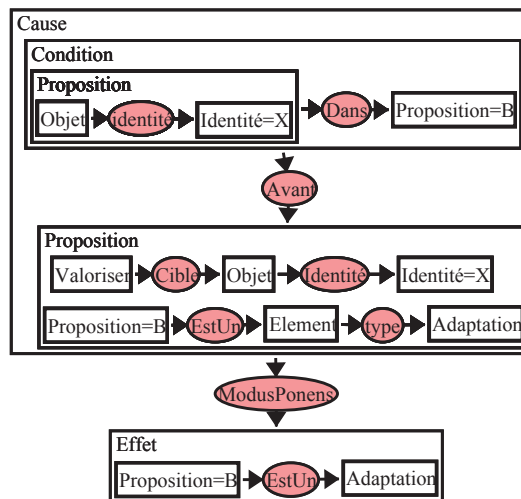 Cause
Condition
Proposition
Objet identité Identité=X Dans Proposition=B
Avant
Proposition
Valoriser Cible Objet Identité Identité=X
Proposition=B EstUn Element type Adaptation
ModusPonens
Effet
Proposition=B EstUn Adaptation